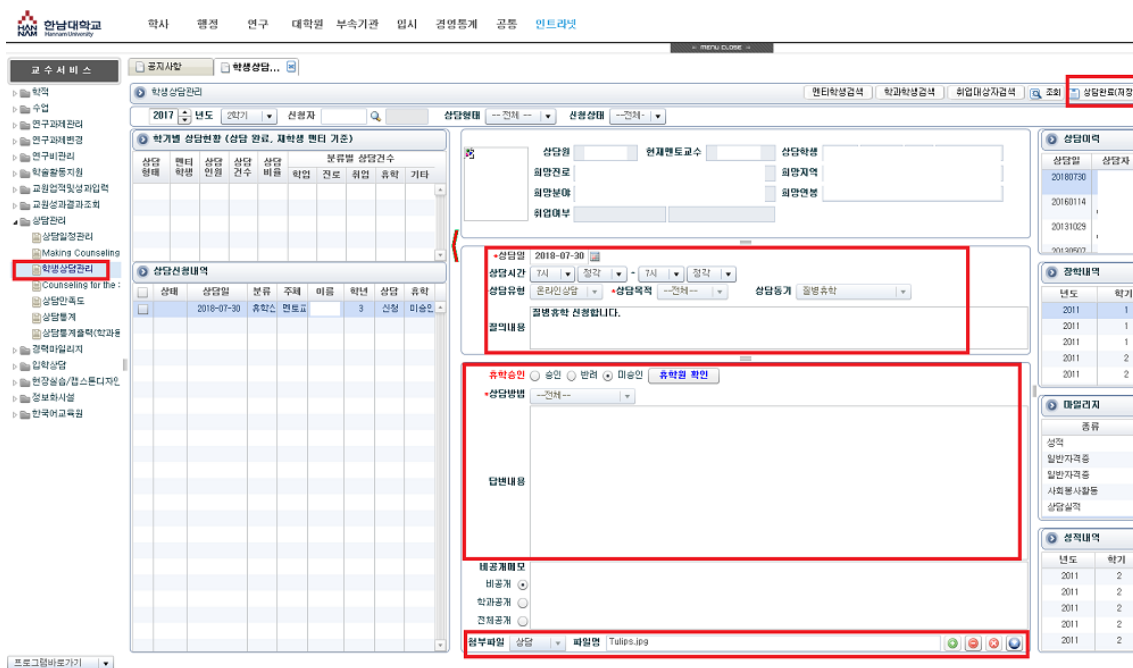 한남대학교
HANNAM Hannam University
학사 행정 연구 대학원 부속기관 입시 경영통계 공통 인트라넷
← MENU CLOSE →
교수서비스
공지사항 학생상담...
학적
수업
연구과제관리
연구과제변경
연구비관리
학술활동지원
교원업적및성과입력
교원성과결과조회
상담관리
상담일정관리
Making Counseling
학생상담관리
Counseling for the
상담만족도
상담통계
상담통계출력(학과용
경력마일리지
입학상담
현장실습/캡스톤디자인
정보화시설
한국어교육원
프로그램바로가기
학생상담관리 멘티학생검색 학과학생검색 취업대상자검색 조회 상담완료(저장
2017 년도 2학기 신청자 상담형태 --전체-- 신청상태 --전체-
학기별 상담현황 (상담 완료, 재학생 멘티 기준)
상담형태 멘티학생 상담인원 상담건수 상담비율 분류별 상담건수
학업 진로 취업 휴학 기타
상담신청내역
상태 상담일 분류 주제 이름 학년 상담 휴학
2018-07-30 휴학신 멘토교 3 신청 미승인
상담원 현재멘토교수 상담학생
희망진로 희망지역
희망분야 희망연봉
취업여부
*상담일 2018-07-30
상담시간 7시 정각 - 7시 정각
상담유형 온라인상담 *상담목적 --전체-- 상담동기 질병휴학
질의내용 질병휴학 신청합니다.
휴학승인 승인 반려 미승인 휴학원 확인
*상담방법 --전체--
답변내용
비공개메모
비공개
학과공개
전체공개
첨부파일 상담 파일명 Tulips.jpg
상담이력
상담일 상담자
20180730
20160114
20131029
20130507
장학내역
년도 학기
2011 1
2011 1
2011 1
2011 2
2011 2
마일리지
종류
성적
일반자격증
일반자격증
사회봉사활동
상담실적
성적내역
년도 학기
2011 2
2011 2
2011 2
2011 2
2011 2